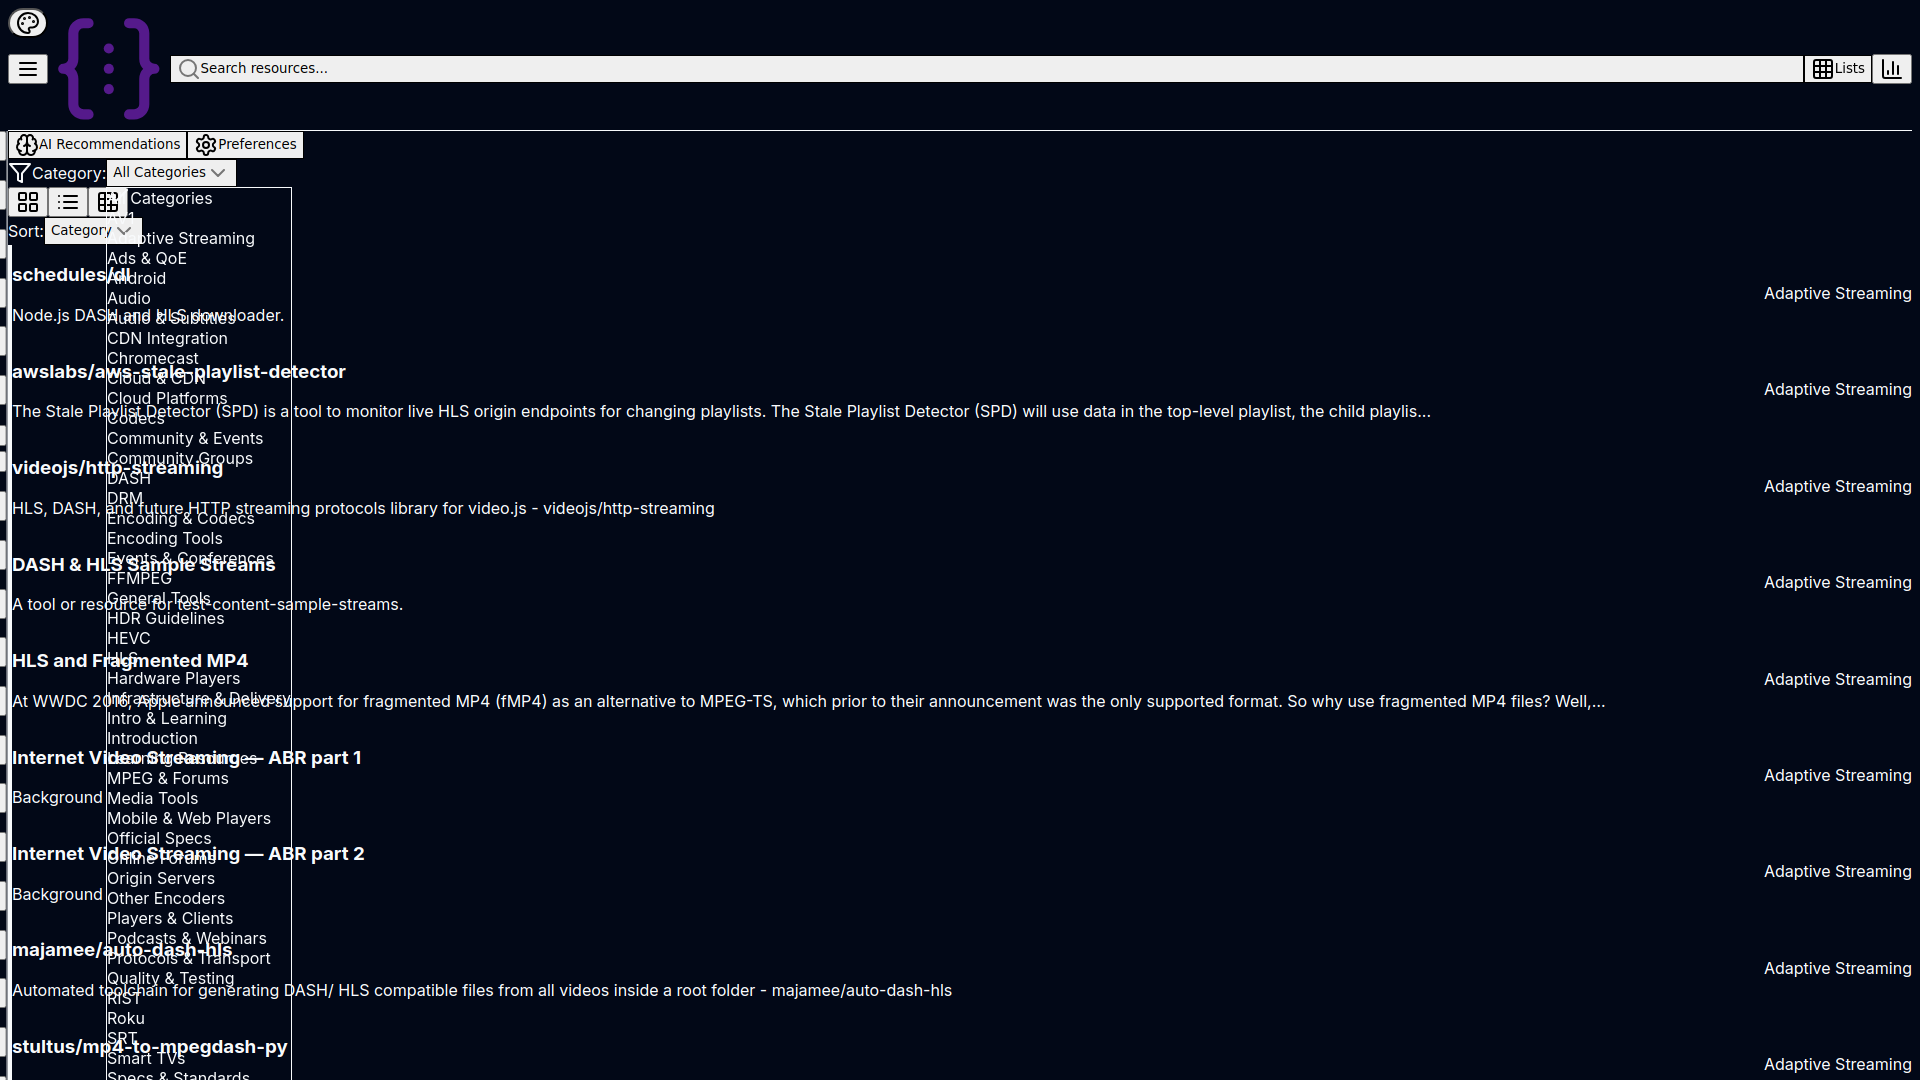 Search resources...
Lists
AI Recommendations
Preferences
Category:
All Categories
Sort:
Category
Categories
Adaptive Streaming
Ads & QoE
Android
Audio
Audio & Subtitles
CDN Integration
Chromecast
Cloud & CDN
Cloud Platforms
Codecs
Community & Events
Community Groups
DASH
DRM
Encoding & Codecs
Encoding Tools
Events & Conferences
FFMPEG
General Tools
HDR Guidelines
HEVC
HLS
Hardware Players
Infrastructure & Delivery
Intro & Learning
Introduction
Learning Resources
MPEG & Forums
Media Tools
Mobile & Web Players
Official Specs
Online Forums
Origin Servers
Other Encoders
Players & Clients
Podcasts & Webinars
Protocols & Transport
Quality & Testing
RIST
Roku
SRT
Smart TVs
Specs & Standards
schedules/dl
Node.js DASH and HLS downloader.
Adaptive Streaming
awslabs/aws-stale-playlist-detector
The Stale Playlist Detector (SPD) is a tool to monitor live HLS origin endpoints for changing playlists. The Stale Playlist Detector (SPD) will use data in the top-level playlist, the child playlis...
Adaptive Streaming
videojs/http-streaming
HLS, DASH, and future HTTP streaming protocols library for video.js - videojs/http-streaming
Adaptive Streaming
DASH & HLS Sample Streams
A tool or resource for test-content-sample-streams.
Adaptive Streaming
HLS and Fragmented MP4
At WWDC 2016, Apple announced support for fragmented MP4 (fMP4) as an alternative to MPEG-TS, which prior to their announcement was the only supported format. So why use fragmented MP4 files? Well,...
Adaptive Streaming
Internet Video Streaming — ABR part 1
Background
Adaptive Streaming
Internet Video Streaming — ABR part 2
Background
Adaptive Streaming
majamee/auto-dash-hls
Automated toolchain for generating DASH/ HLS compatible files from all videos inside a root folder - majamee/auto-dash-hls
Adaptive Streaming
stultus/mp4-to-mpegdash-py
Adaptive Streaming